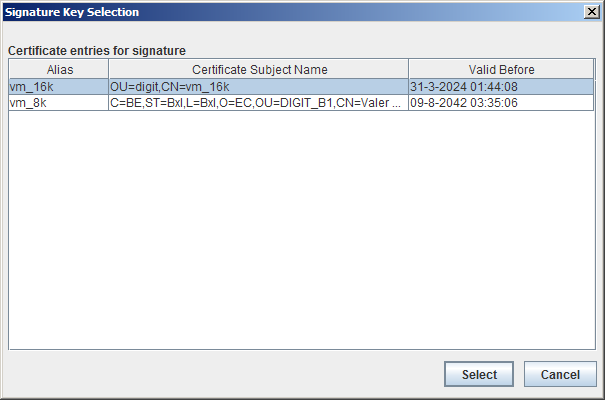 Signature Key Selection
Certificate entries for signature
Alias Certificate Subject Name Valid Before
vm_16k OU=digit,CN=vm_16k 31-3-2024 01:44:08
vm_8k C=BE,ST=Bxl,L=Bxl,O=EC,OU=DIGIT_B1,CN=Valer ... 09-8-2042 03:35:06
Select Cancel